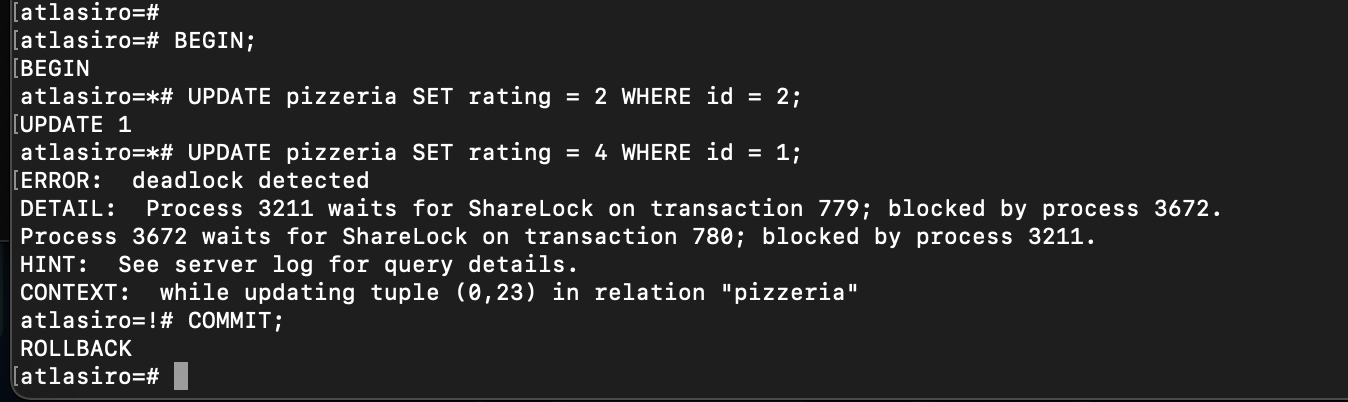 [atlasiro=#
[atlasiro=# BEGIN;
[BEGIN
atlasiro=*# UPDATE pizzeria SET rating = 2 WHERE id = 2;
[UPDATE 1
atlasiro=*# UPDATE pizzeria SET rating = 4 WHERE id = 1;
[ERROR:  deadlock detected
DETAIL:  Process 3211 waits for ShareLock on transaction 779; blocked by process 3672.
Process 3672 waits for ShareLock on transaction 780; blocked by process 3211.
HINT:  See server log for query details.
CONTEXT:  while updating tuple (0,23) in relation "pizzeria"
atlasiro=!# COMMIT;
ROLLBACK
[atlasiro=#